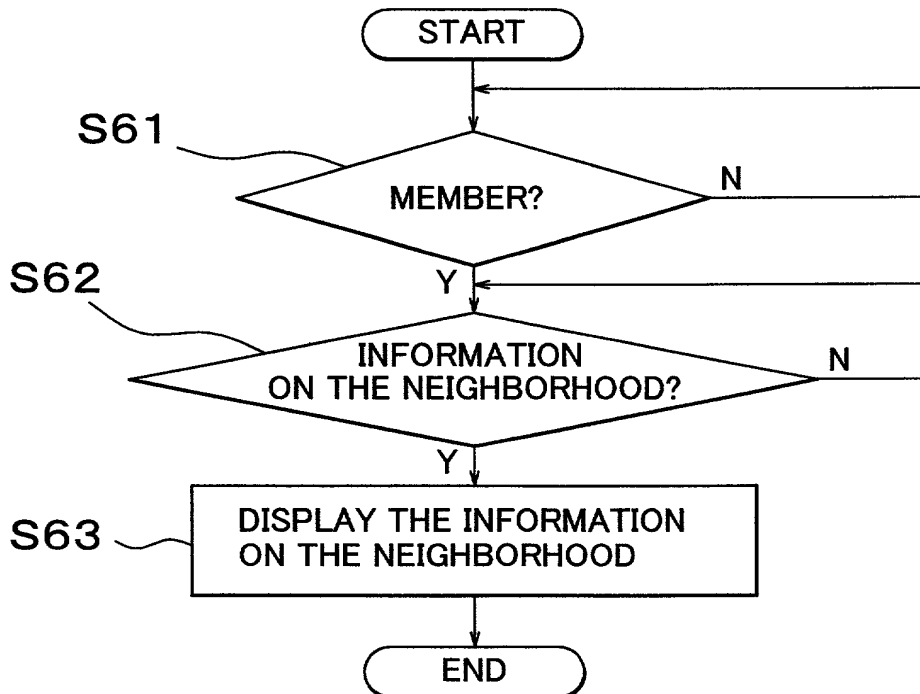 START
S61
MEMBER?
N
Y
S62
INFORMATION
ON THE NEIGHBORHOOD?
N
Y
S63
DISPLAY THE INFORMATION
ON THE NEIGHBORHOOD
END